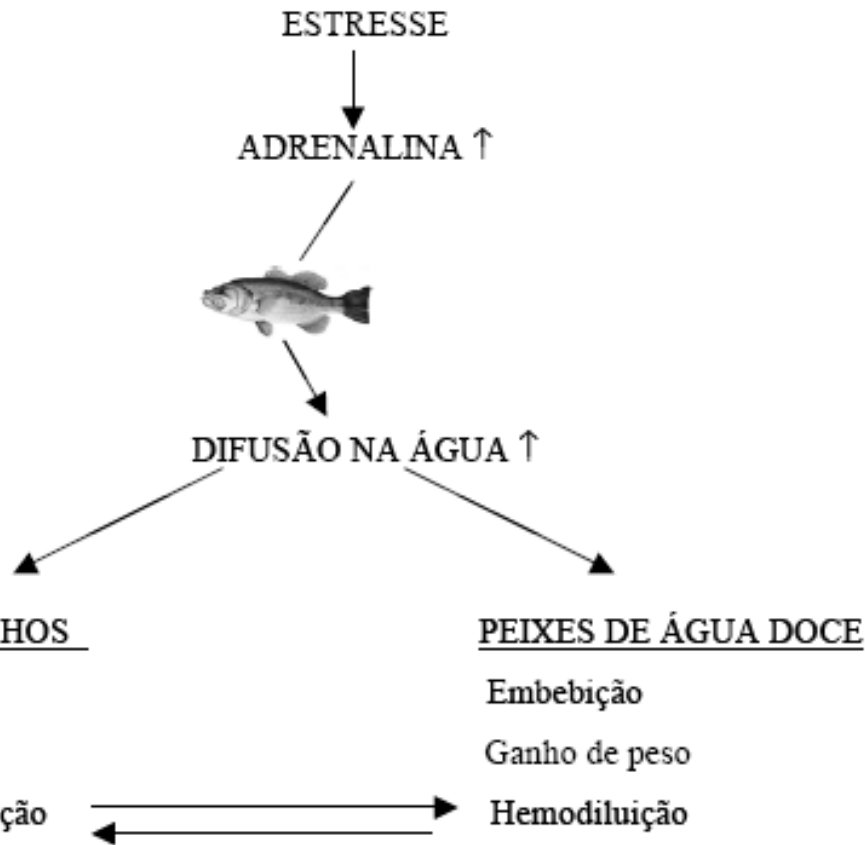 ESTRESSE
ADRENALINA ↑
DIFUSÃO NA ÁGUA ↑
HOS PEIXES DE ÁGUA DOCE
Embebição
Ganho de peso
ção Hemodiluição